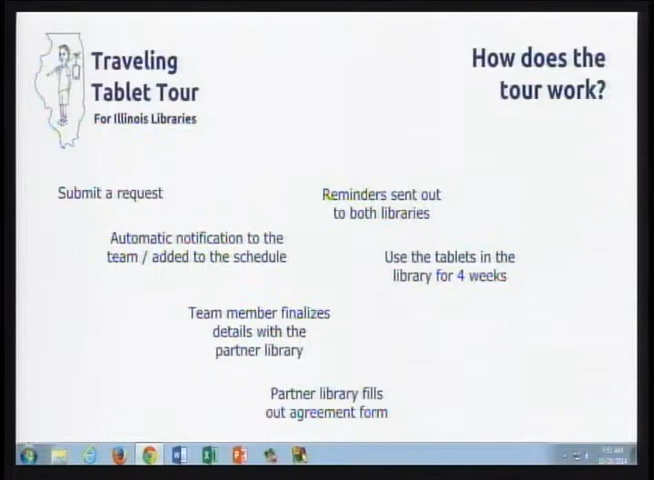 Traveling
Tablet Tour
For Illinois Libraries
How does the
tour work?
Submit a request
Automatic notification to the
team / added to the schedule
Team member finalizes
details with the
partner library
Partner library fills
out agreement form
Reminders sent out
to both libraries
Use the tablets in the
library for 4 weeks